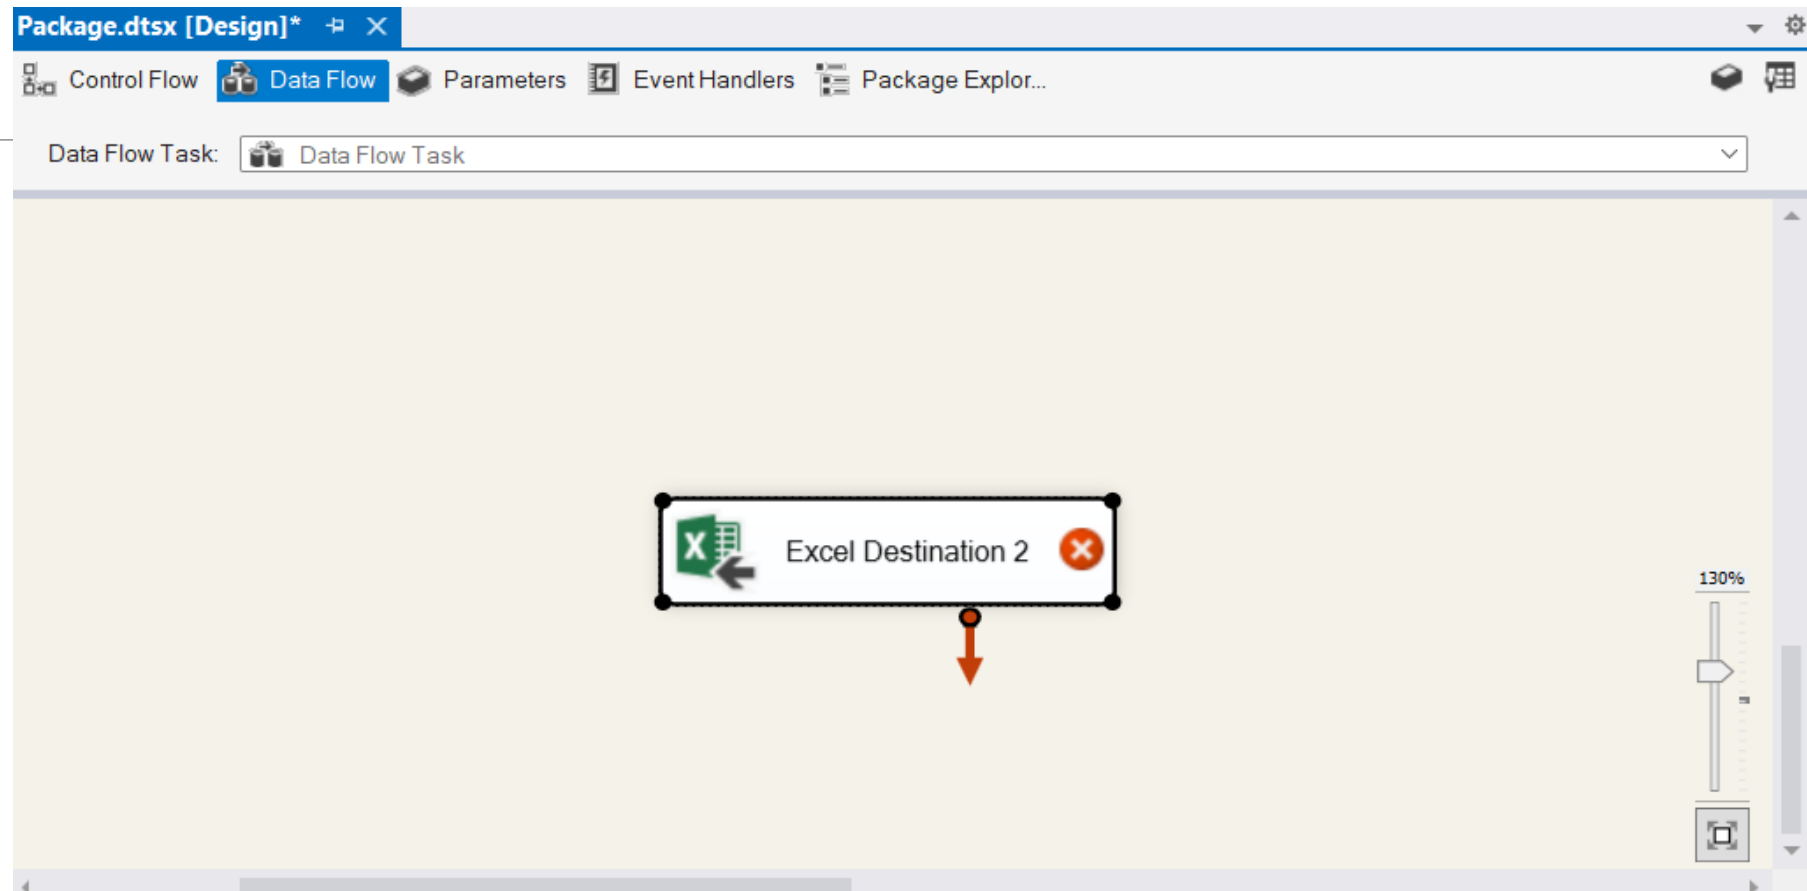 Package.dtsx [Design]*
Control Flow Data Flow Parameters Event Handlers Package Explor...
Data Flow Task: Data Flow Task
Excel Destination 2
130%